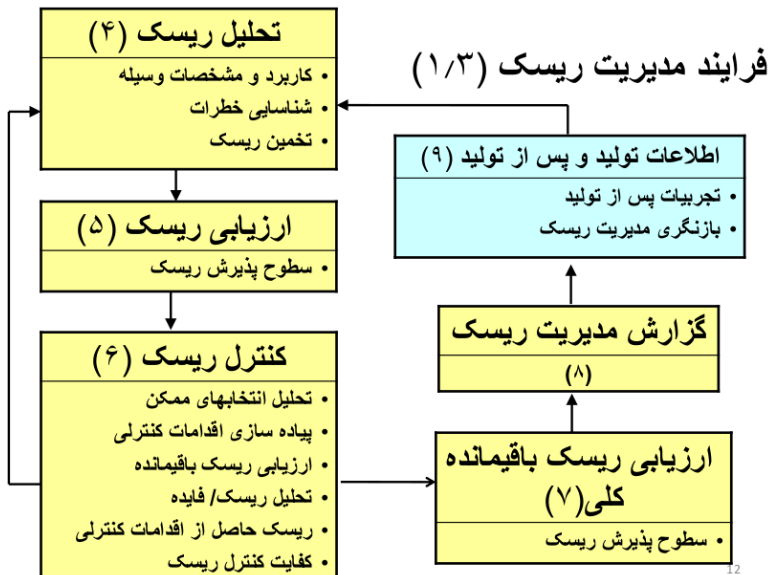 فرایند مدیریت ریسک (۱٫۳)
تحلیل ریسک (۴)
• کاربرد و مشخصات وسیله
• شناسایی خطرات
• تخمین ریسک
ارزیابی ریسک (۵)
• سطوح پذیرش ریسک
کنترل ریسک (۶)
• تحلیل انتخابهای ممکن
• پیاده سازی اقدامات کنترلی
• ارزیابی ریسک باقیمانده
• تحلیل ریسک/ فایده
• ریسک حاصل از اقدامات کنترلی
• کفایت کنترل ریسک
ارزیابی ریسک باقیمانده
کلی(۷)
• سطوح پذیرش ریسک
گزارش مدیریت ریسک
(۸)
اطلاعات تولید و پس از تولید (۹)
• تجربیات پس از تولید
• بازنگری مدیریت ریسک
12